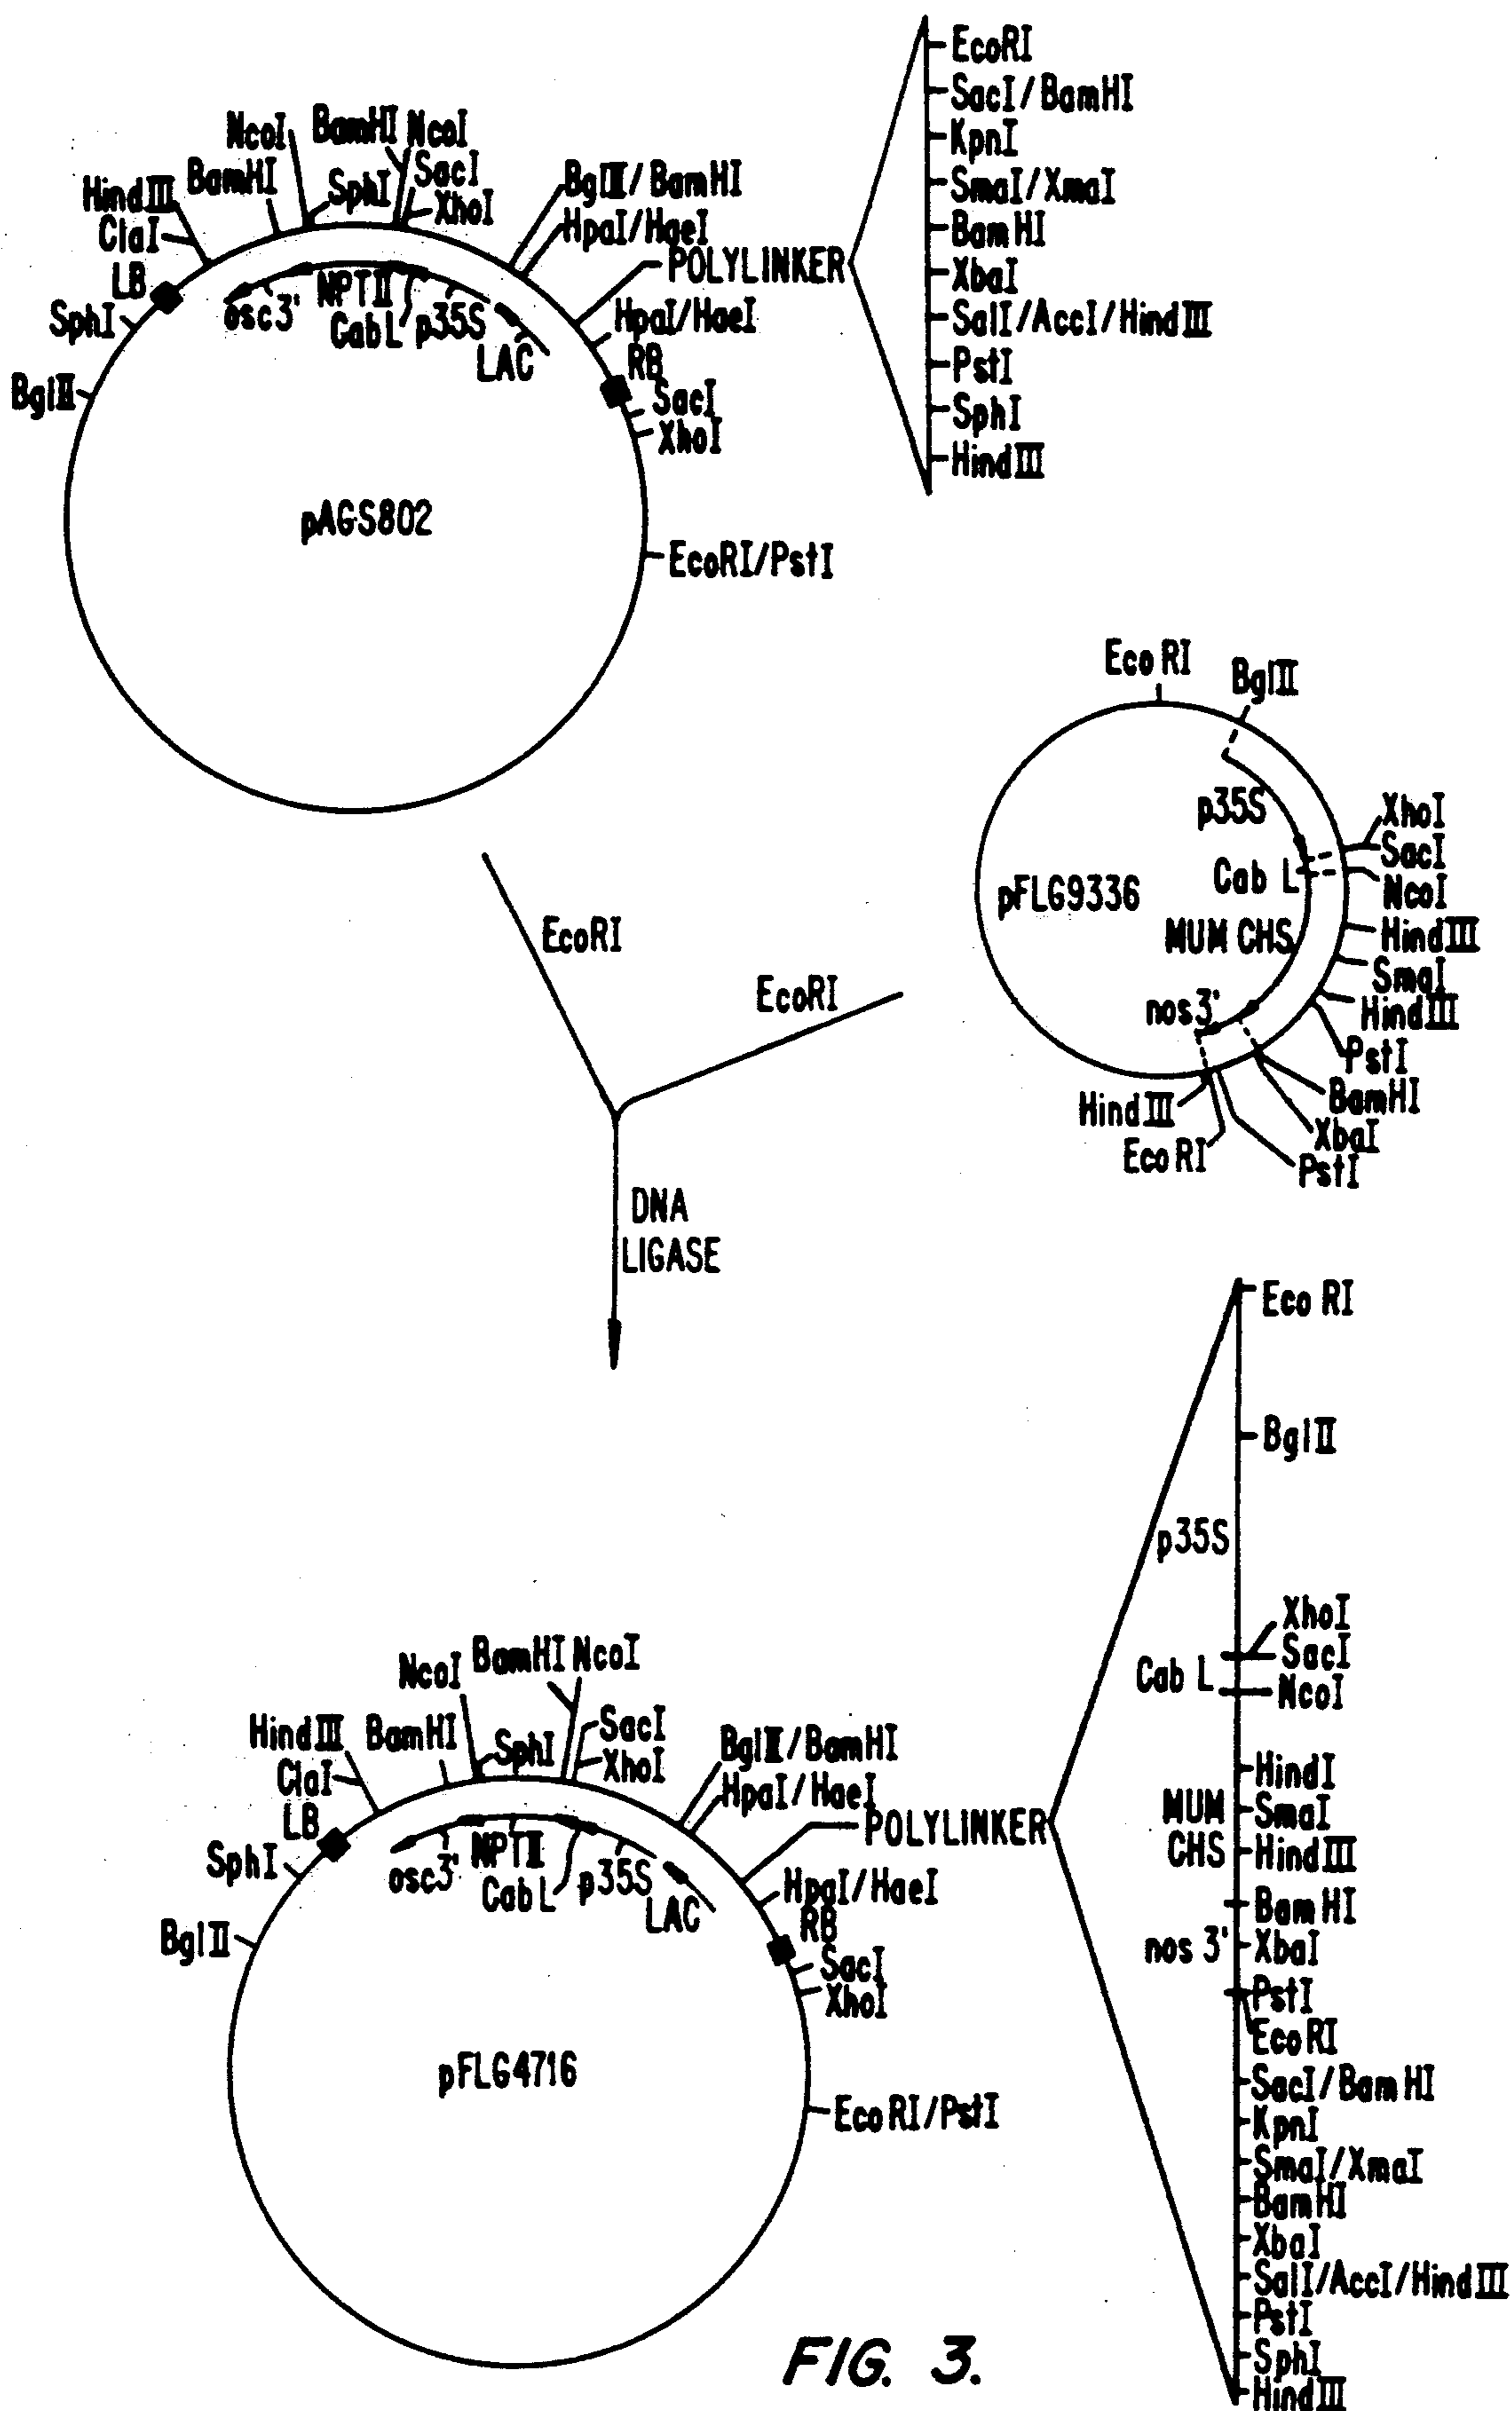 EcoRI
SacI/BamHI
KpnI
SmaI/XmaI
BamHI
XbaI
SalI/AccI/HindIII
PstI
SphI
HindIII
NcoI
BamHI
NcoI
HindIII
BamHI
SphI
SacI
XhoI
BglII/BamHI
HpaI/HaeI
ClaI
LB
SphI
BglII
POLYLINKER
HpaI/HaeI
RB
SacI
XhoI
osc3'
NPTII
CabL
p35S
LAC
pAGS802
EcoRI/PstI
EcoRI
BglII
p35S
XhoI
SacI
Cab L
NcoI
pFLG9336
MUM CHS
HindIII
SmaI
HindIII
nos3'
PstI
BamHI
HindIII
XbaI
EcoRI
PstI
EcoRI
EcoRI
DNA
LIGASE
EcoRI
BglII
p35S
XhoI
SacI
Cab L
NcoI
HindI
MUM
SmaI
CHS
HindIII
BamHI
nos 3'
XbaI
PstI
EcoRI
SacI/BamHI
KpnI
SmaI/XmaI
BamHI
XbaI
SalI/AccI/HindIII
PstI
SphI
HindIII
NcoI
BamHI
NcoI
HindIII
BamHI
SphI
SacI
XhoI
BglII/BamHI
HpaI/HaeI
ClaI
LB
SphI
BglII
POLYLINKER
HpaI/HaeI
RB
SacI
XhoI
osc3'
NPTII
CabL
p35S
LAC
pFLG4716
EcoRI/PstI
FIG. 3.